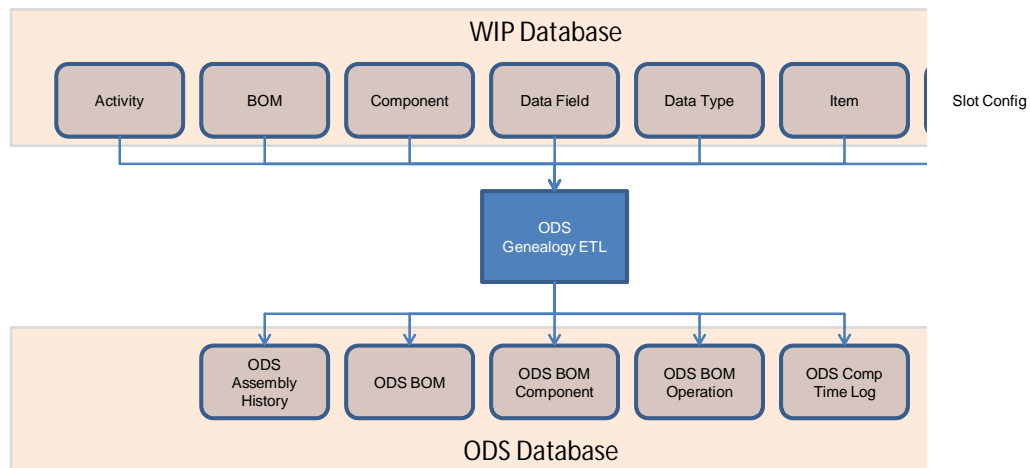 WIP Database
Activity
BOM
Component
Data Field
Data Type
Item
Slot Config
ODS
Genealogy ETL
ODS
Assembly
History
ODS BOM
ODS BOM
Component
ODS BOM
Operation
ODS Comp
Time Log
ODS Database